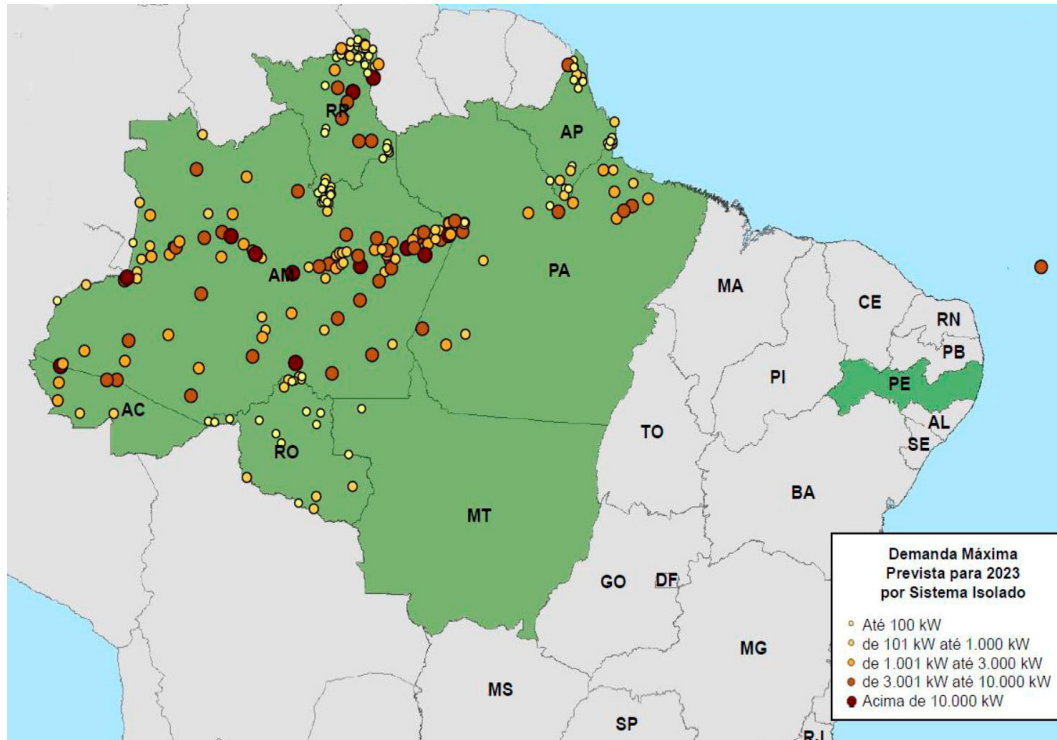 RR
AP
AM
PA
MA
CE
RN
PB
PI
PE
AC
AL
TO
SE
RO
BA
MT
GO
DF
MG
MS
SP
RJ
Demanda Máxima
Prevista para 2023
por Sistema Isolado
Até 100 kW
de 101 kW até 1.000 kW
de 1.001 kW até 3.000 kW
de 3.001 kW até 10.000 kW
Acima de 10.000 kW